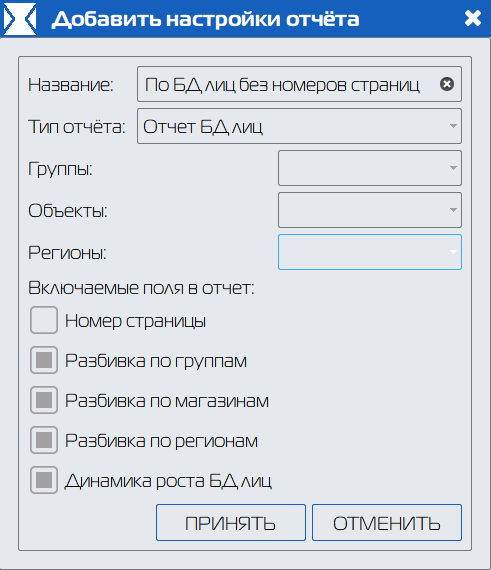 Добавить настройки отчёта
Название: По БД лиц без номеров страниц
Тип отчёта: Отчет БД лиц
Группы:
Объекты:
Регионы:
Включаемые поля в отчет:
Номер страницы
Разбивка по группам
Разбивка по магазинам
Разбивка по регионам
Динамика роста БД лиц
ПРИНЯТЬ ОТМЕНИТЬ